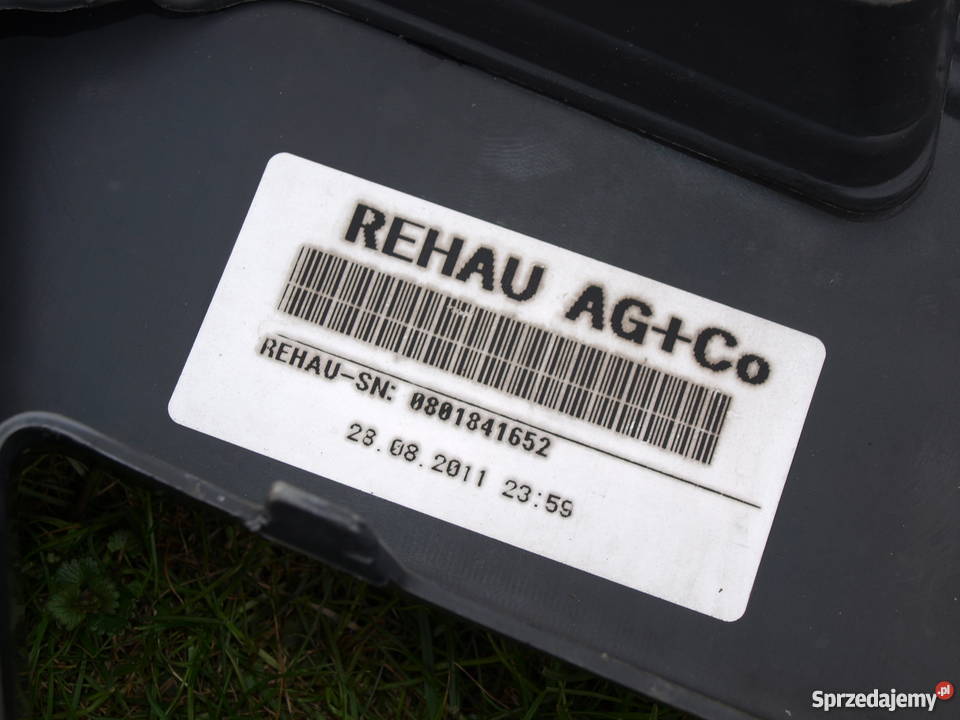 REHAU AG+Co
REHAU-SN: 0801841652
28.08.2011 23:59
Sprzedajemy.pl